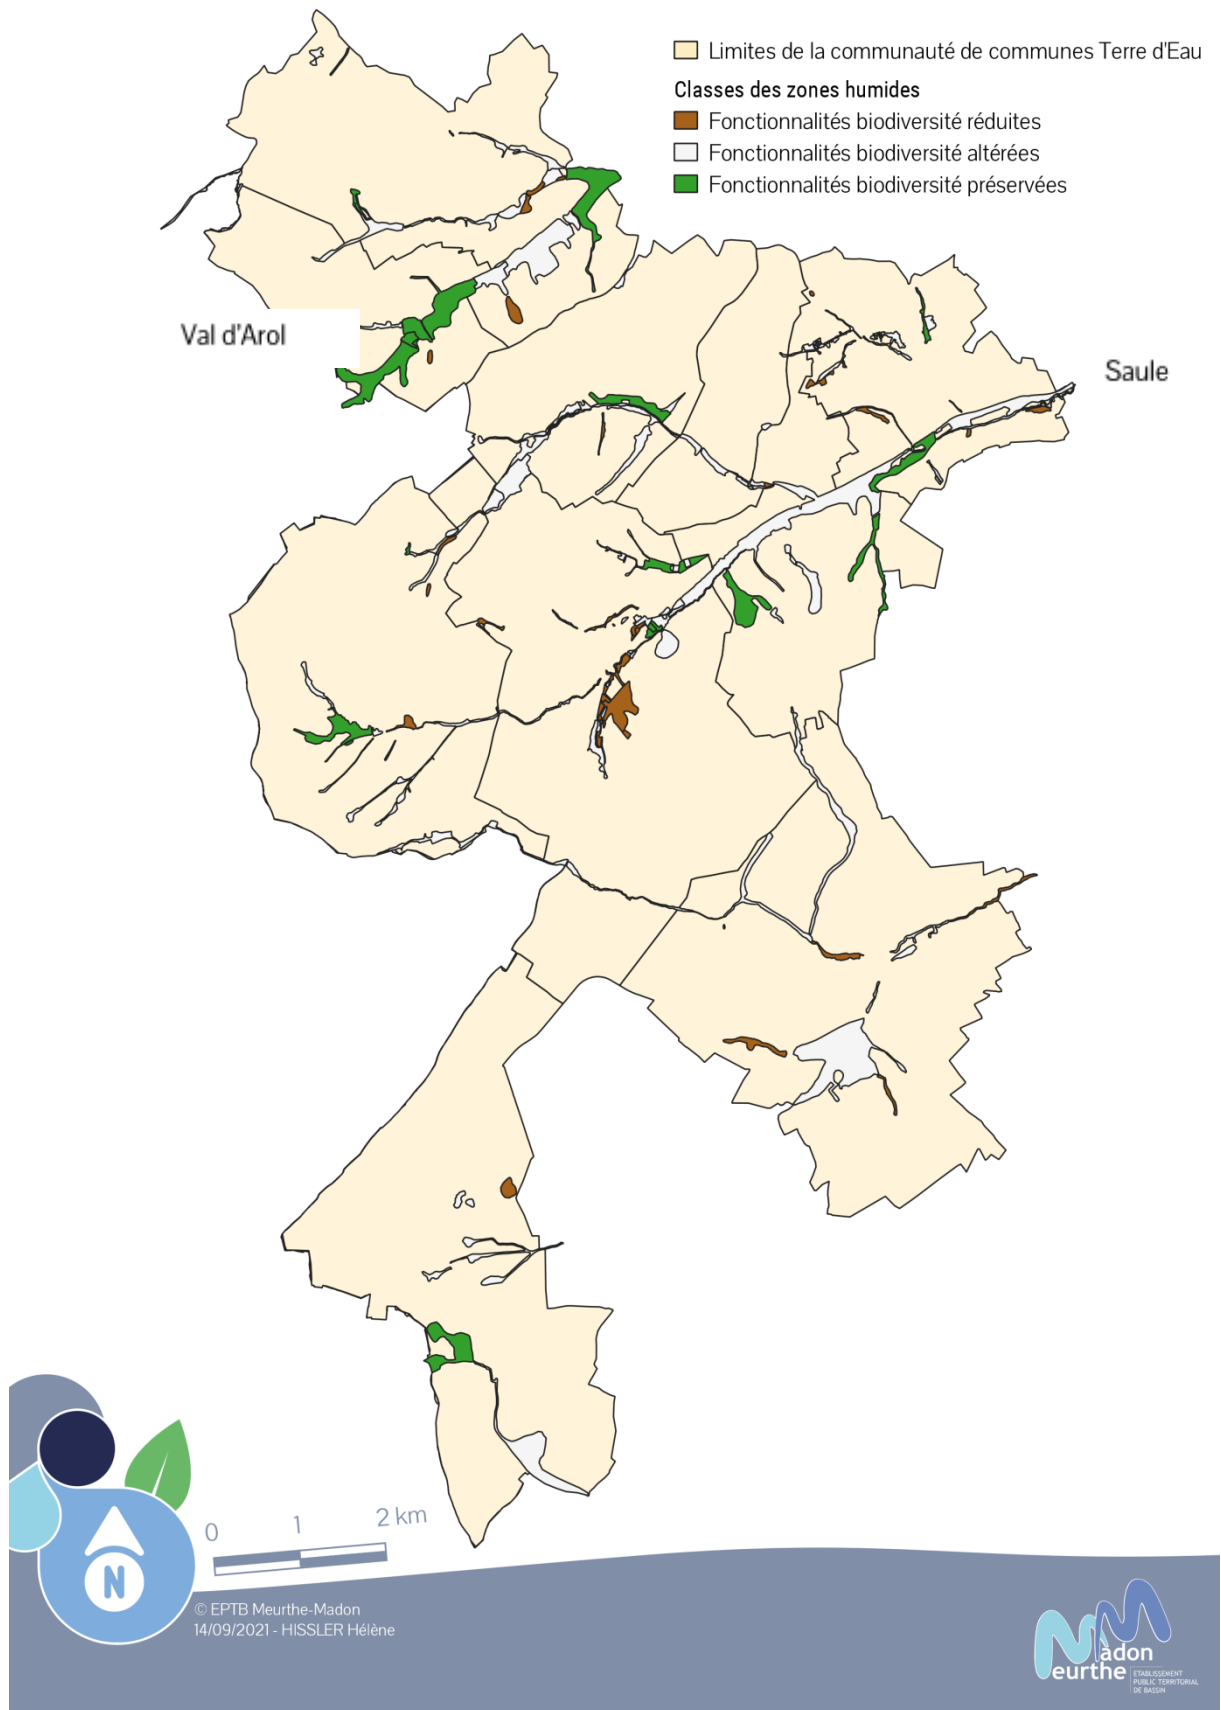 Limites de la communauté de communes Terre d'Eau
Classes des zones humides
Fonctionnalités biodiversité réduites
Fonctionnalités biodiversité altérées
Fonctionnalités biodiversité préservées
Val d'Arol
Saule
0 1 2 km
N
© EPTB Meurthe-Madon
14/09/2021 - HISSLER Hélène
Madon
Meurthe
ETABLISSEMENT
PUBLIC TERRITORIAL
DE BASSIN